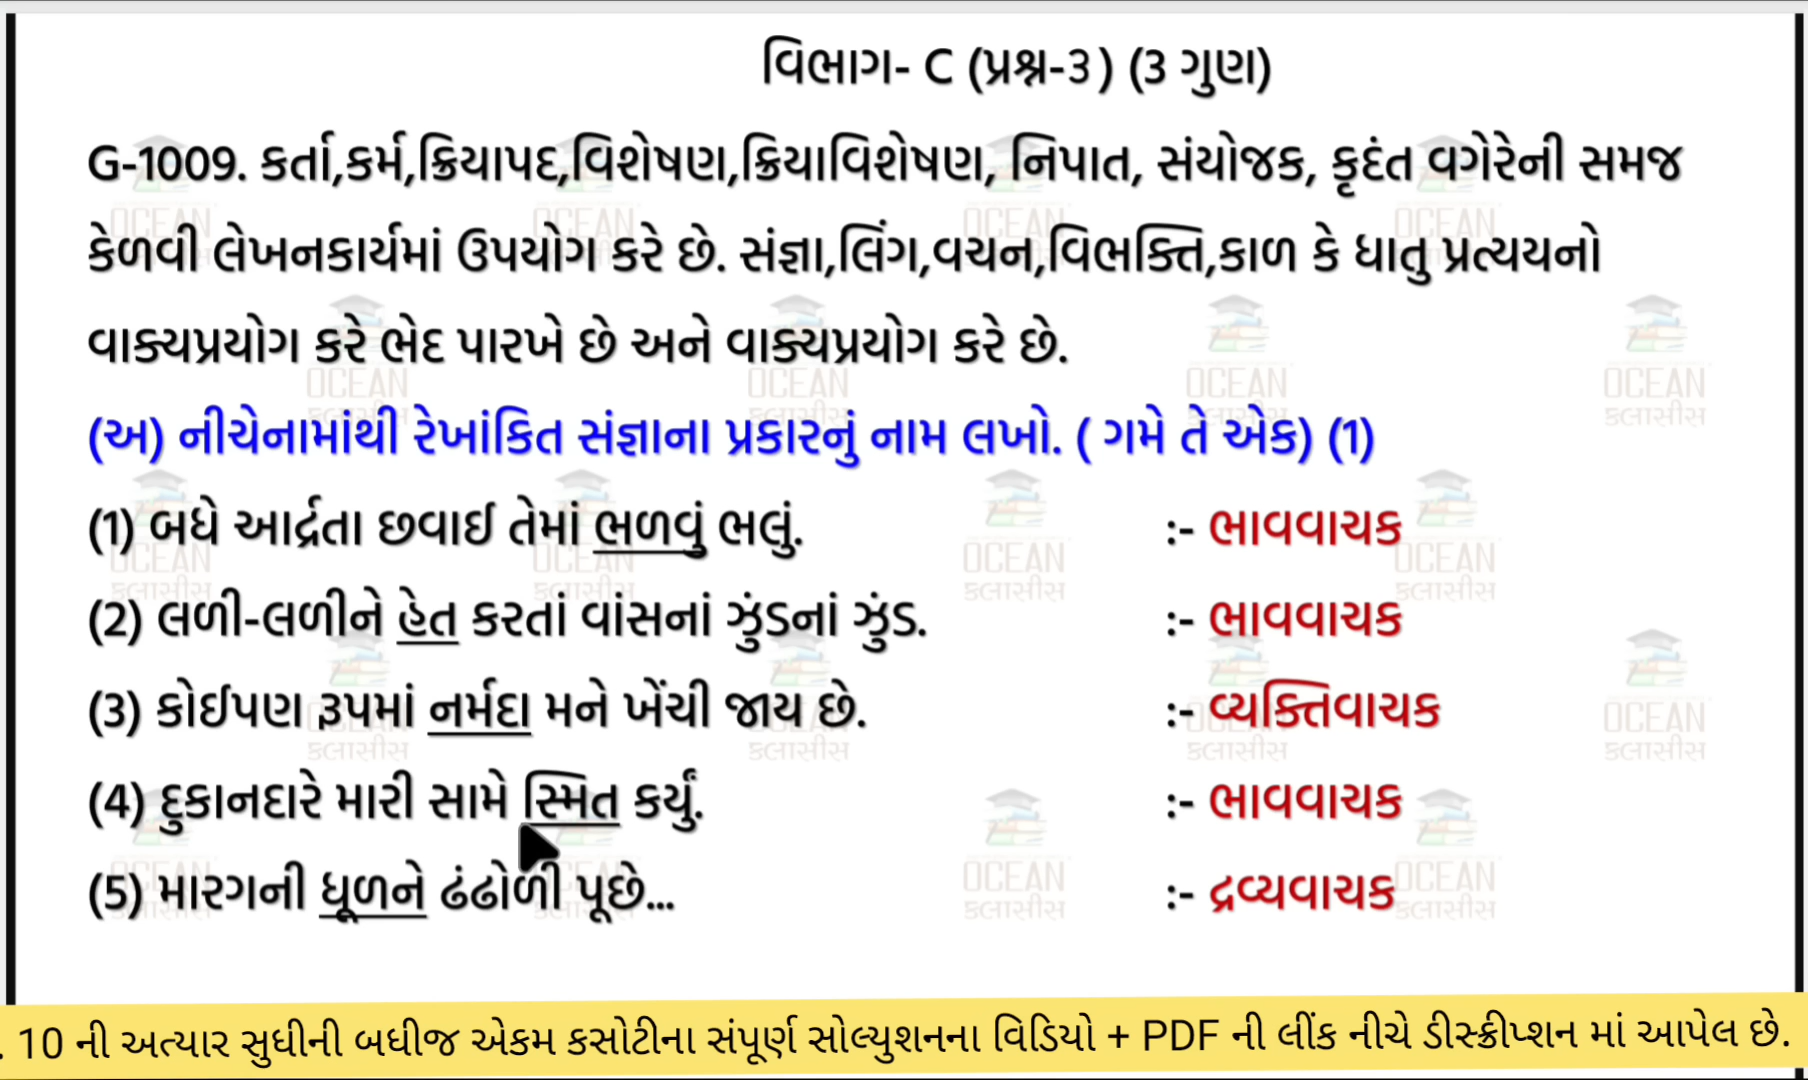 વિભાગ- C (પ્રશ્ન-૩) (3 ગુણ)
G-1009. કર્તા,કર્મ,ક્રિયાપદ,વિશેષણ,ક્રિયાવિશેષણ, નિપાત, સંયોજક, કૃદંત વગેરેની સમજ
કેળવી લેખનકાર્યમાં ઉપયોગ કરે છે. સંજ્ઞા,લિંગ,વચન,વિભક્તિ,કાળ કે ધાતુ પ્રત્યયનો
વાક્યપ્રયોગ કરે ભેદ પારખે છે અને વાક્યપ્રયોગ કરે છે.
(અ) નીચેનામાંથી રેખાંકિત સંજ્ઞાના પ્રકારનું નામ લખો. ( ગમે તે એક) (1)
(1) બધે આર્દ્રતા છવાઈ તેમાં ભળવું ભલું. :- ભાવવાચક
(2) લળી-લળીને હેત કરતાં વાંસનાં ઝુંડનાં ઝુંડ. :- ભાવવાચક
(3) કોઈપણ રૂપમાં નર્મદા મને ખેંચી જાય છે. :- વ્યક્તિવાચક
(4) દુકાનદારે મારી સામે સ્મિત કર્યું. :- ભાવવાચક
(5) મારગની ધૂળને ઢંઢોળી પૂછે... :- દ્રવ્યવાચક
. 10 ની અત્યાર સુધીની બધીજ એકમ કસોટીના સંપૂર્ણ સોલ્યુશનના વિડિયો + PDF ની લીંક નીચે ડીસ્ક્રીપ્શન માં આપેલ છે.